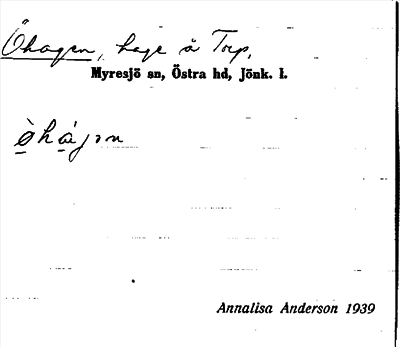 Öhagen, hage å Torp,
Myresjö sn, Östra hd, Jönk. l.
Annalisa Anderson 1939